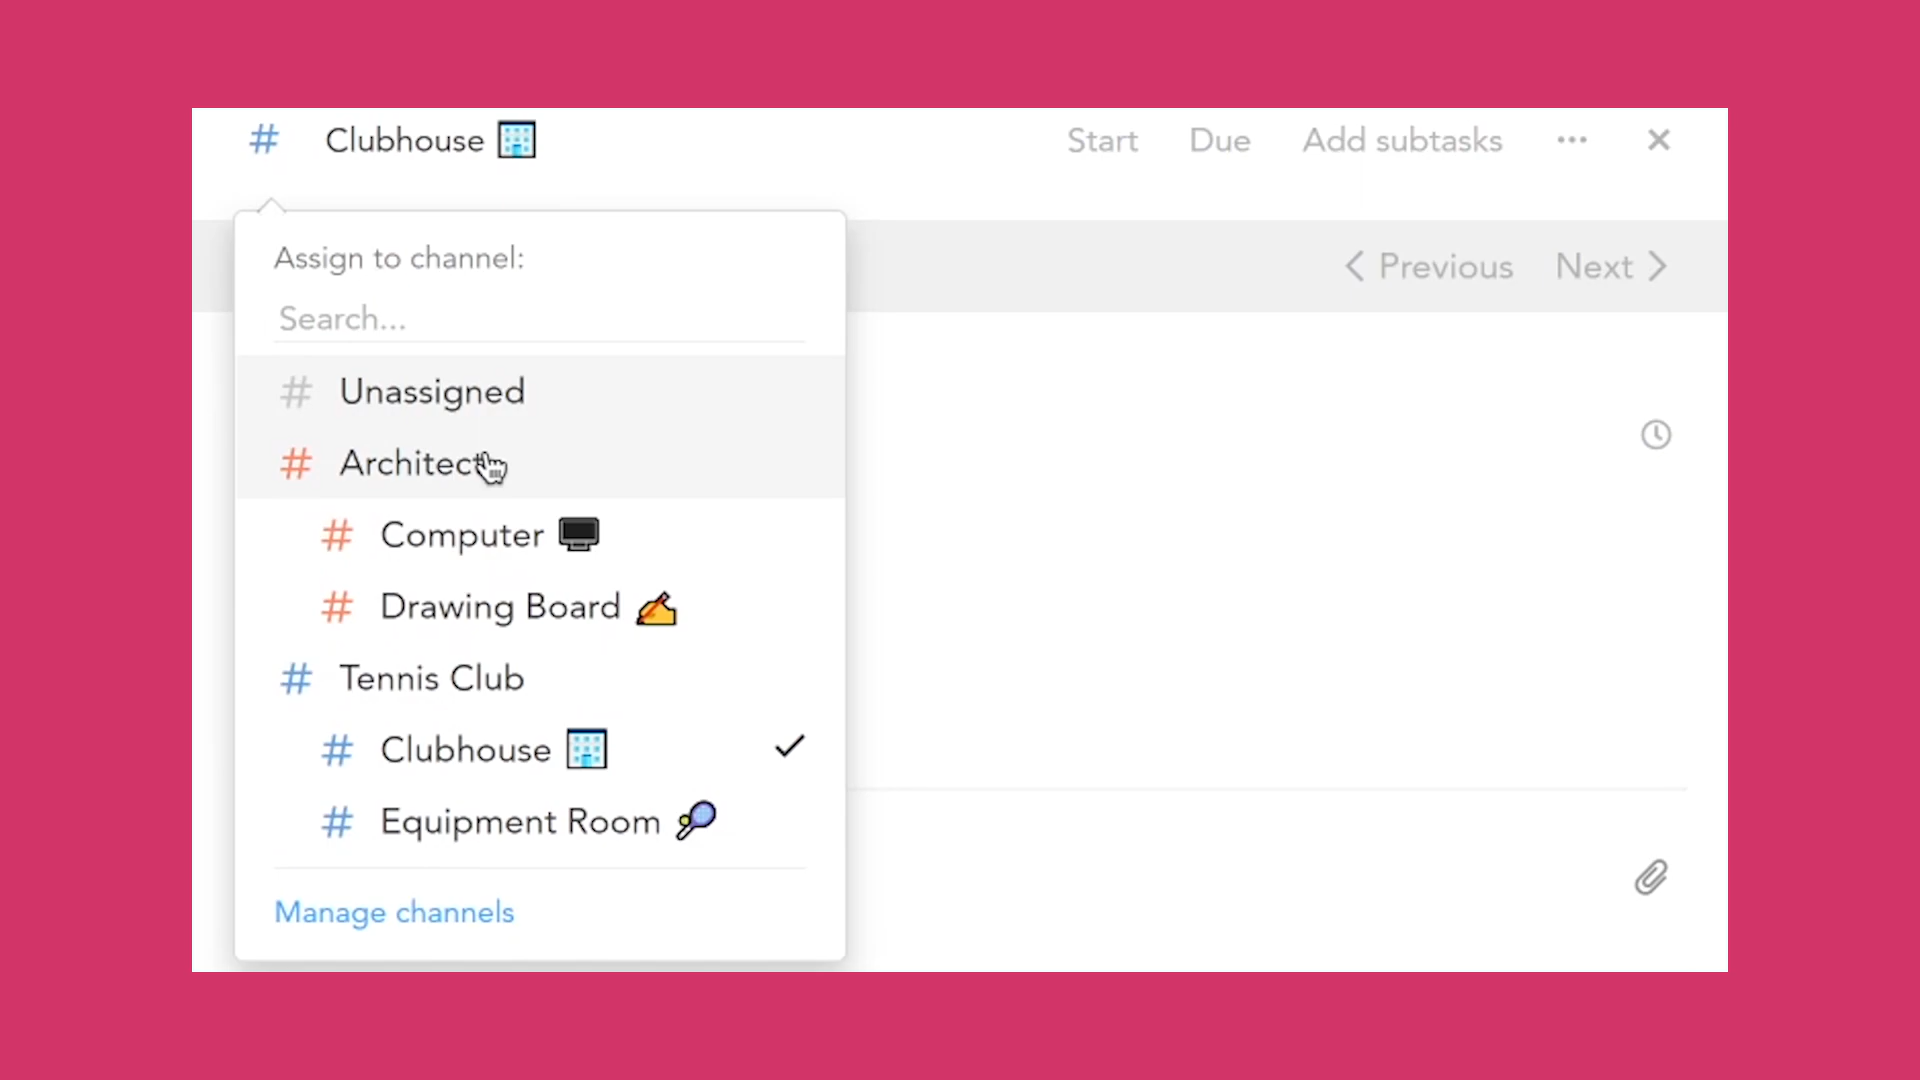 # Clubhouse
Start Due Add subtasks ...
Assign to channel:
< Previous Next >
Search...
# Unassigned
# Architect
# Computer
# Drawing Board
# Tennis Club
# Clubhouse
# Equipment Room
Manage channels